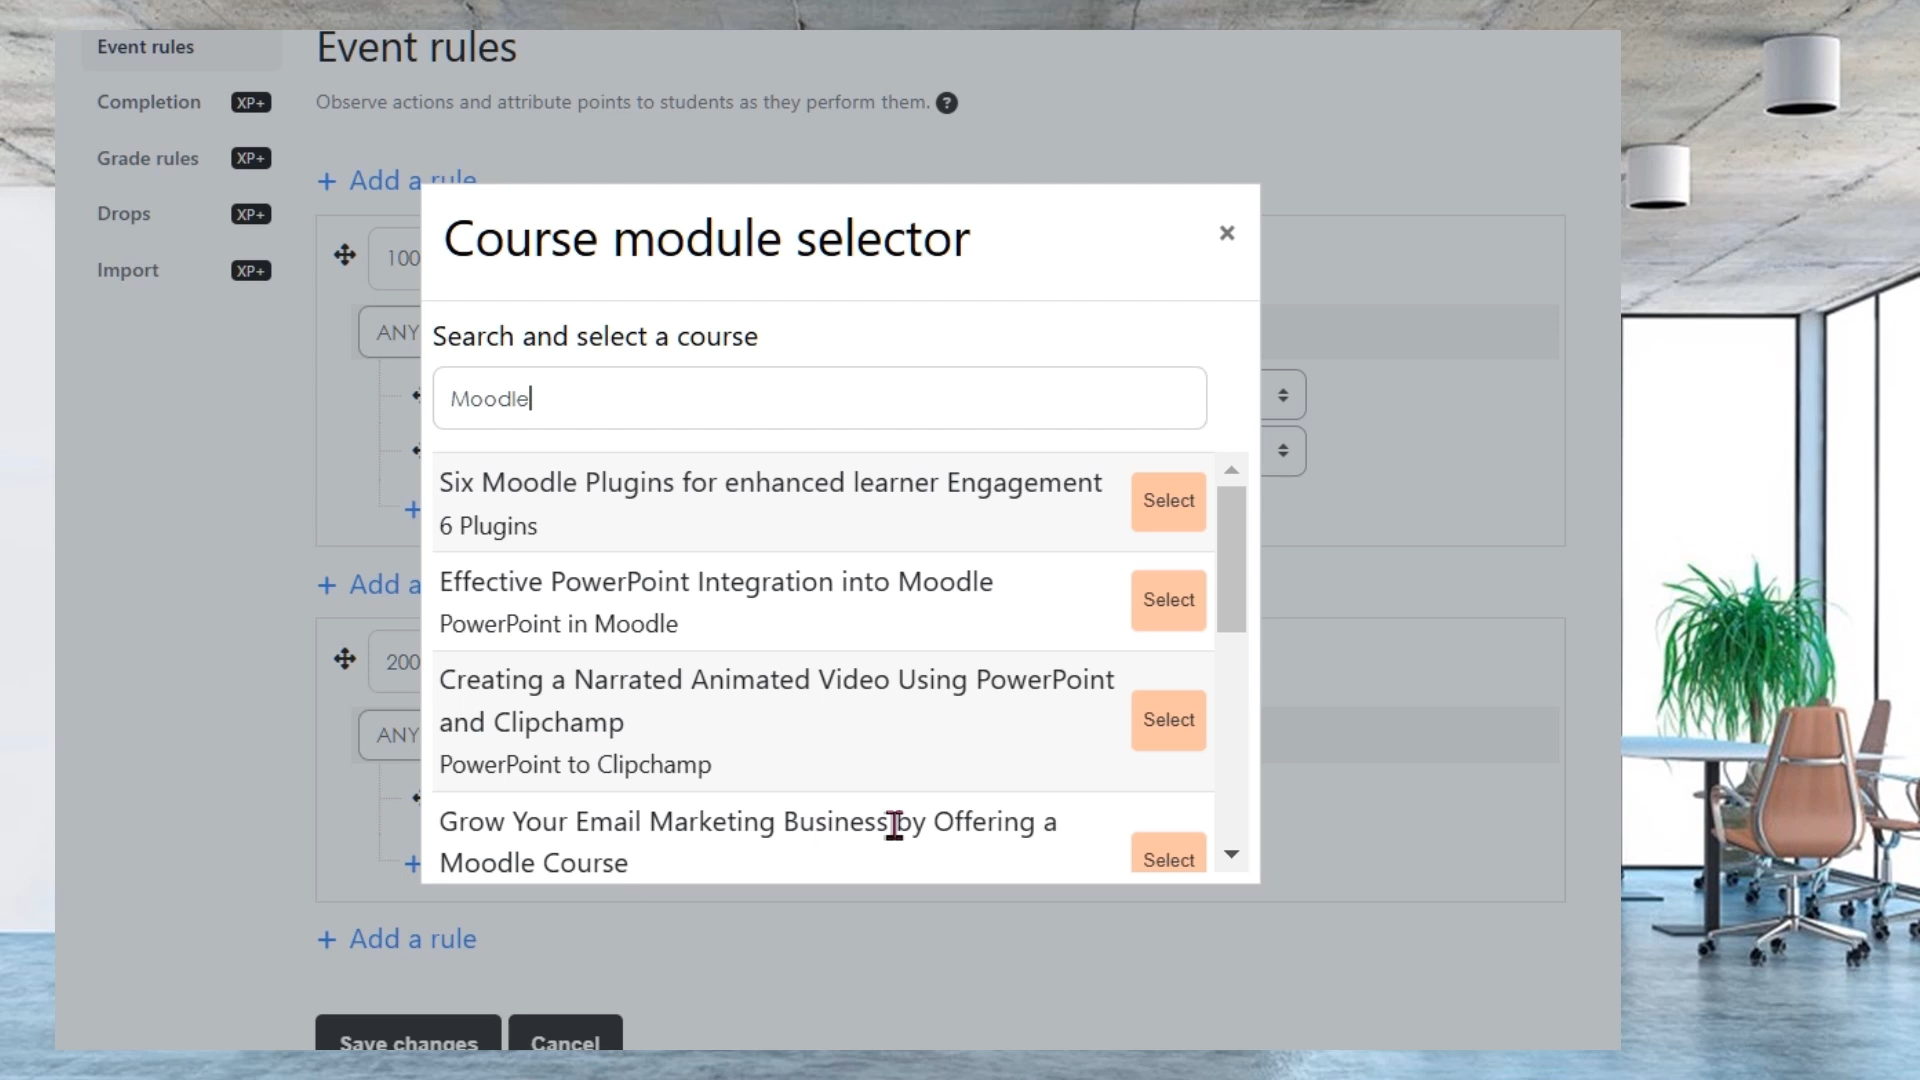 Event rules
Event rules
Completion XP+
Observe actions and attribute points to students as they perform them. ?
Grade rules XP+
+ Add a rule
Drops XP+
Import XP+
100
ANY
Course module selector
×
Search and select a course
Moodle
Six Moodle Plugins for enhanced learner Engagement
6 Plugins
Select
Effective PowerPoint Integration into Moodle
PowerPoint in Moodle
Select
Creating a Narrated Animated Video Using PowerPoint
and Clipchamp
PowerPoint to Clipchamp
Select
Grow Your Email Marketing Business by Offering a
Moodle Course
Select
+ Add a
200
ANY
+ Add a rule
Save changes Cancel